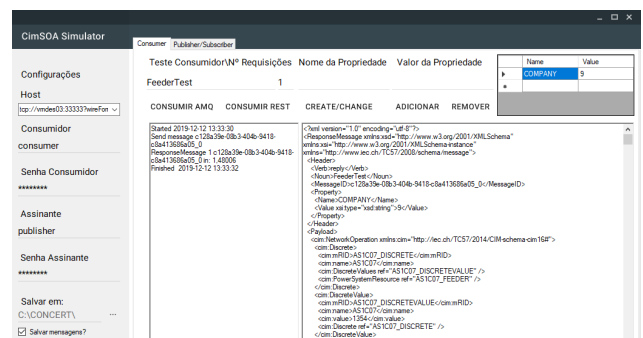 CimSOA Simulator
Configurações
Host
tcp://vmdes03:33333?wireFon
Consumidor
consumer
Senha Consumidor
********
Assinante
publisher
Senha Assinante
********
Salvar em:
C:\CONCERT\ ...
Salvar mensagens?
Consumer Publisher/Subscriber
Teste Consumidor\Nº Requisições Nome da Propriedade Valor da Propriedade
FeederTest 1
Name Value
COMPANY 9
CONSUMIR AMQ CONSUMIR REST CREATE/CHANGE ADICIONAR REMOVER
Started 2019-12-12 13:33:30
Send message c128a39e-08b3-404b-9418-
c8a413686a05_0
ResponseMessage 1 c128a39e-08b3-404b-9418-
c8a413686a05_0 in: 1,48006
Finished 2019-12-12 13:33:32
<?xml version="1.0" encoding="utf-8"?>
<ResponseMessage xmlns:xsd="http://www.w3.org/2001/XMLSchema"
xmlns:xsi="http://www.w3.org/2001/XMLSchema-instance"
xmlns="http://www.iec.ch/TC57/2008/schema/message">
<Header>
<Verb>reply</Verb>
<Noun>FeederTest</Noun>
<MessageID>c128a39e-08b3-404b-9418-c8a413686a05_0</MessageID>
<Property>
<Name>COMPANY</Name>
<Value xsi:type="xsd:string">9</Value>
</Property>
</Header>
<Payload>
<cim:NetworkOperation xmlns:cim="http://iec.ch/TC57/2014/CIM-schema-cim16#">
<cim:Discrete>
<cim:mRID>AS1C07_DISCRETE</cim:mRID>
<cim:name>AS1C07</cim:name>
<cim:DiscreteValues ref="AS1C07_DISCRETEVALUE" />
<cim:PowerSystemResource ref="AS1C07_FEEDER" />
</cim:Discrete>
<cim:DiscreteValue>
<cim:mRID>AS1C07_DISCRETEVALUE</cim:mRID>
<cim:name>AS1C07</cim:name>
<cim:value>1354</cim:value>
<cim:Discrete ref="AS1C07_DISCRETE" />
</cim:DiscreteValue>